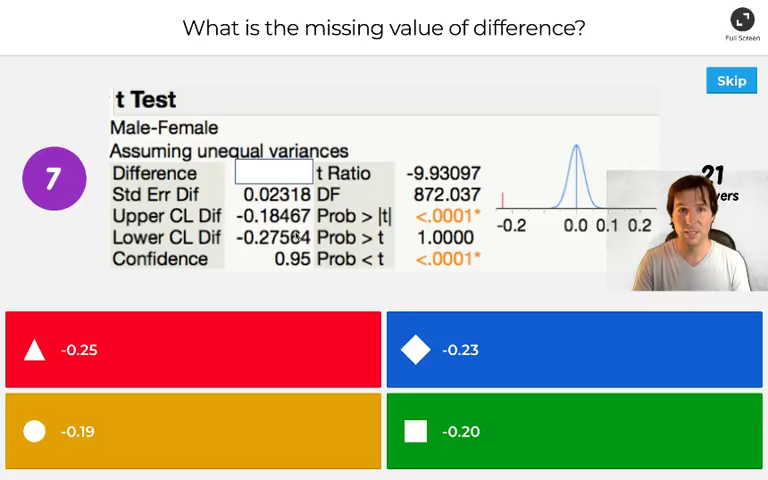 What is the missing value of difference?
Full Screen
Skip
t Test
Male-Female
Assuming unequal variances
Difference t Ratio -9.93097
Std Err Dif 0.02318 DF 872.037
Upper CL Dif -0.18467 Prob > |t| <.0001*
Lower CL Dif -0.27564 Prob > t 1.0000
Confidence 0.95 Prob < t <.0001*
-0.2 0.0 0.1 0.2
7
21
-0.25
-0.23
-0.19
-0.20